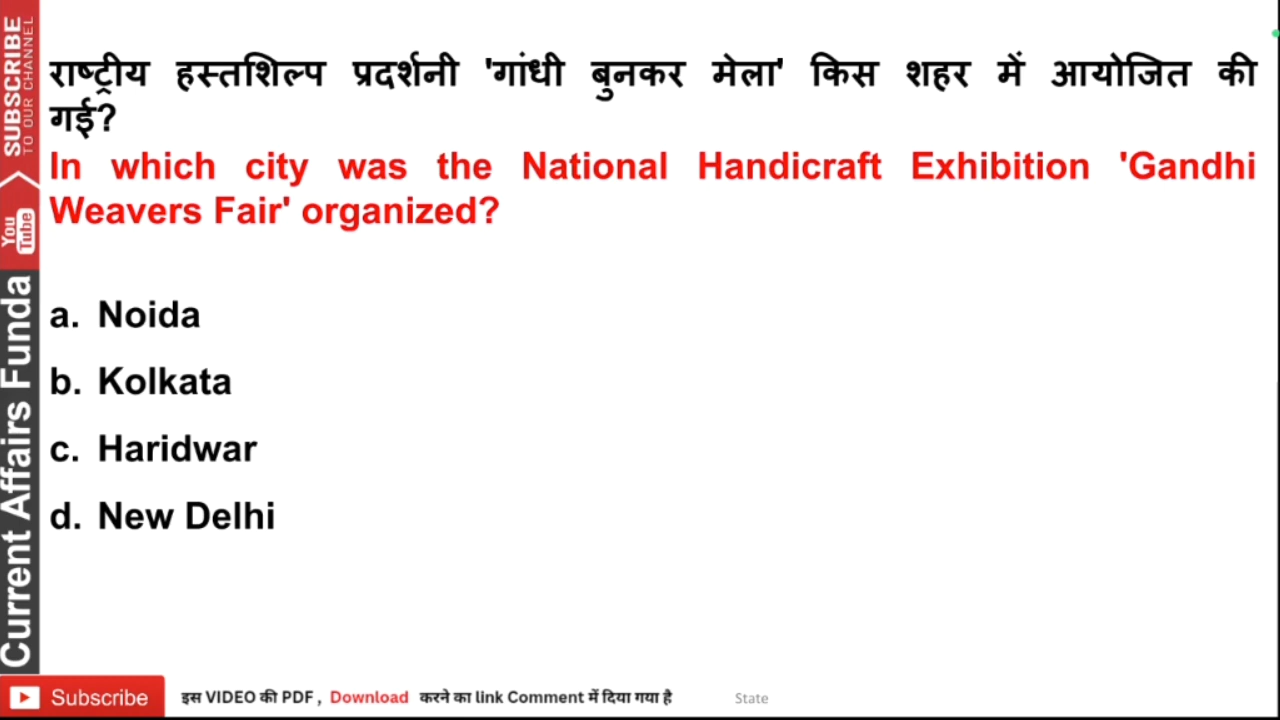 राष्ट्रीय हस्तशिल्प प्रदर्शनी 'गांधी बुनकर मेला' किस शहर में आयोजित की
गई?
In which city was the National Handicraft Exhibition 'Gandhi
Weavers Fair' organized?
a. Noida
b. Kolkata
c. Haridwar
d. New Delhi
SUBSCRIBE
TO OUR CHANNEL
You
Tube
Current Affairs Funda
Subscribe
इस VIDEO की PDF , Download करने का link Comment में दिया गया है
State